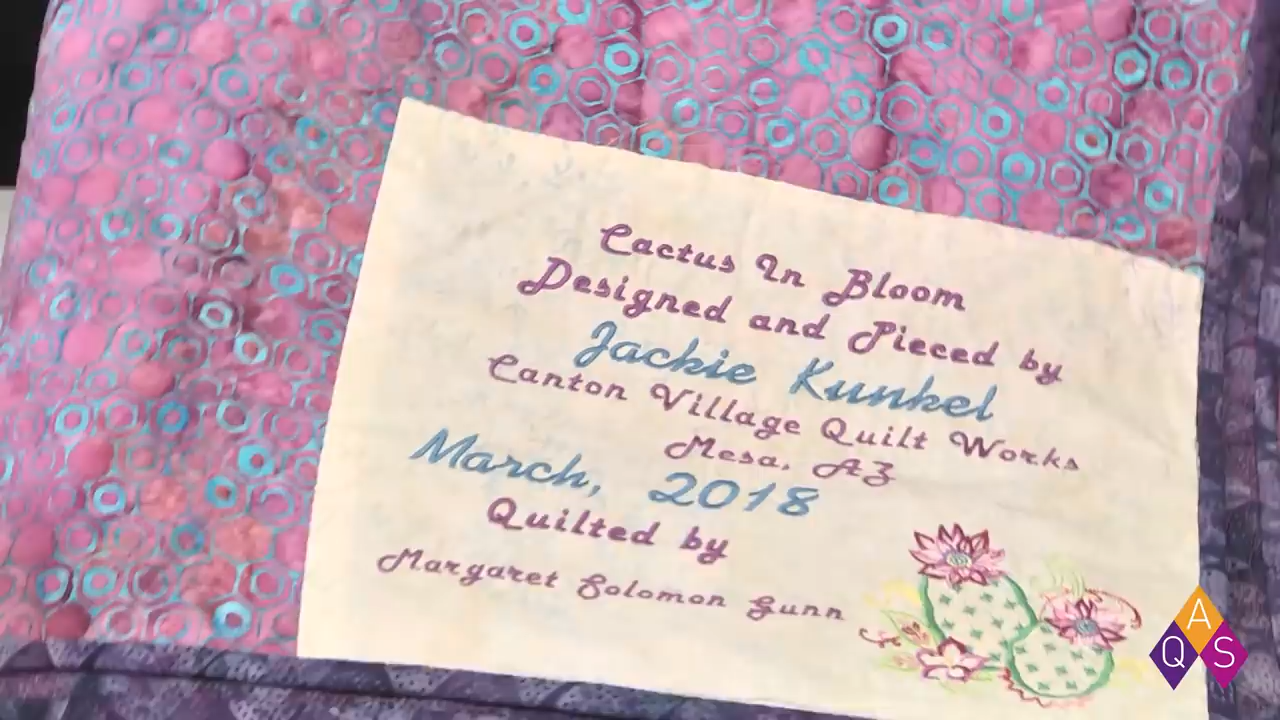 Cactus In Bloom
Designed and Pieced by
Jackie Kunkel
Canton Village Quilt Works
Mesa, AZ
March, 2018
Quilted by
Margaret Solomon Gunn
AQS